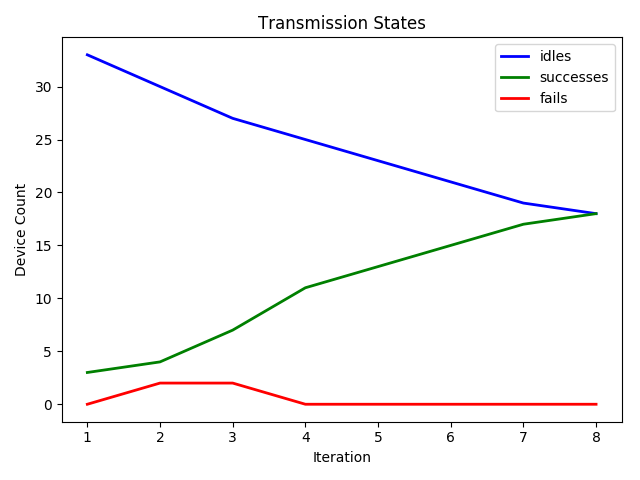 Transmission States
idles
successes
fails
Device Count
30
25
20
15
10
5
0
1 2 3 4 5 6 7 8
Iteration